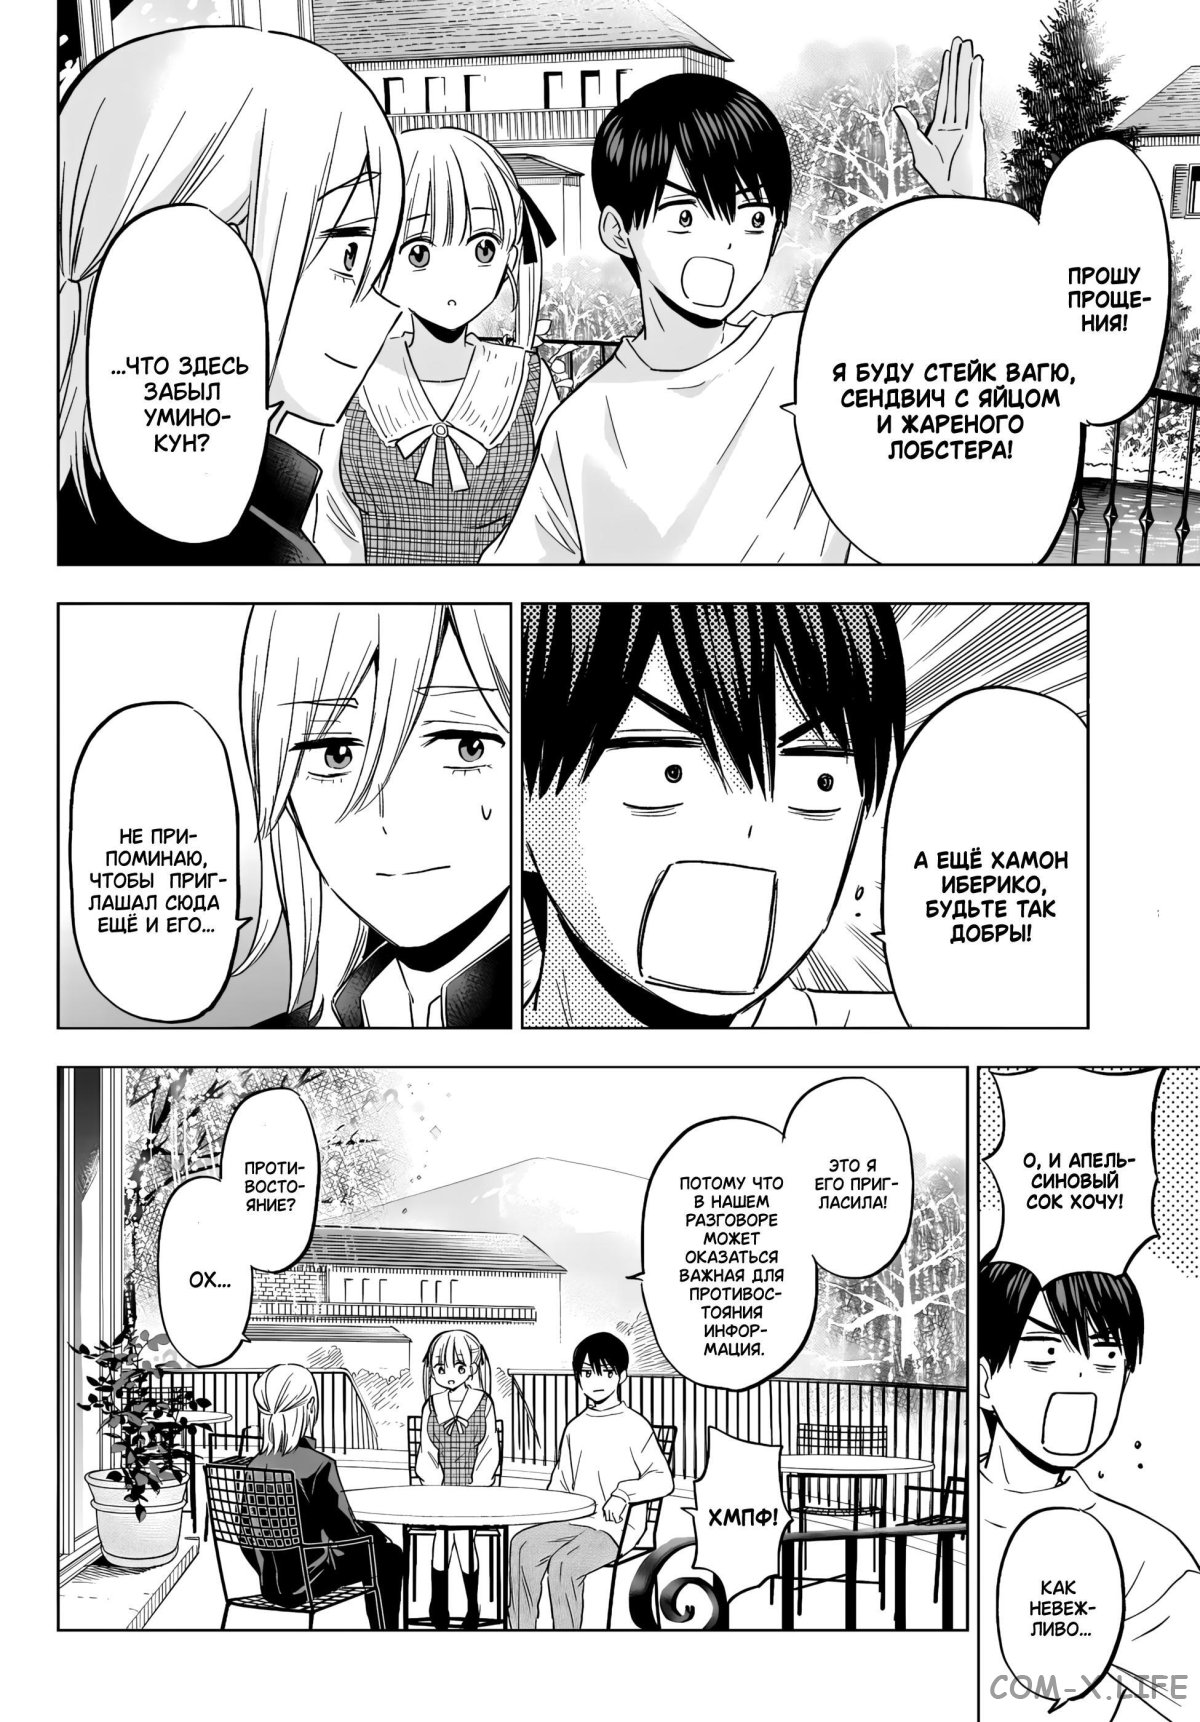 ПРОШУ
ПРОЩЕ-
НИЯ!
Я БУДУ СТЕЙК ВАГЮ,
СЕНДВИЧ С ЯЙЦОМ
И ЖАРЕНОГО
ЛОБСТЕРА!
...ЧТО ЗДЕСЬ
ЗАБЫЛ
УМИНО-
КУН?
А ЕЩЁ ХАМОН
ИБЕРИКО,
БУДЬТЕ ТАК
ДОБРЫ!
НЕ ПРИ-
ПОМИНАЮ,
ЧТОБЫ ПРИГ-
ЛАШАЛ СЮДА
ЕЩЁ И ЕГО...
О, И АПЕЛЬ-
СИНОВЫЙ
СОК ХОЧУ!
КАК
НЕВЕЖ-
ЛИВО...
ЭТО Я
ЕГО ПРИГ-
ЛАСИЛА!
ПОТОМУ ЧТО
В НАШЕМ
РАЗГОВОРЕ
МОЖЕТ
ОКАЗАТЬСЯ
ВАЖНАЯ ДЛЯ
ПРОТИВОС-
ТОЯНИЯ
ИНФОР-
МАЦИЯ.
ХМПФ!
ПРОТИ-
ВОСТО-
ЯНИЕ?
ОХ...
COM-X.LIFE